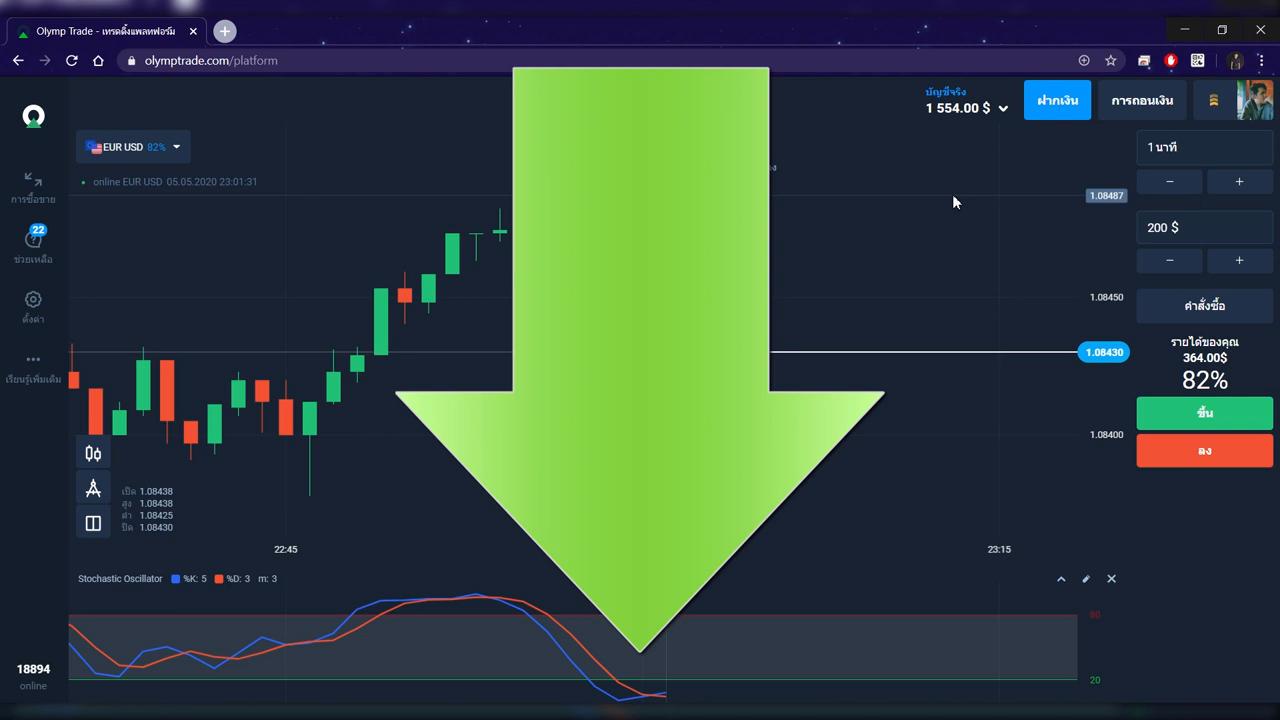 Olymp Trade - เทรดดิ้งแพลทฟอร์ม
olymptrade.com/platform
บัญชีจริง
1 554.00 $
ฝากเงิน
การถอนเงิน
EUR USD 82%
1 นาที
online EUR USD 05.05.2020 23:01:31
การซื้อขาย
1.08487
22
ช่วยเหลือ
200 $
1.08450
คำสั่งซื้อ
ตั้งค่า
รายได้ของคุณ
364.00$
82%
1.08430
เรียนรู้เพิ่มเติม
ขึ้น
1.08400
ลง
เปิด 1.08438
สูง 1.08438
ต่ำ 1.08425
ปิด 1.08430
22:45
23:15
Stochastic Oscillator %K: 5 %D: 3 m: 3
80
18894
online
20